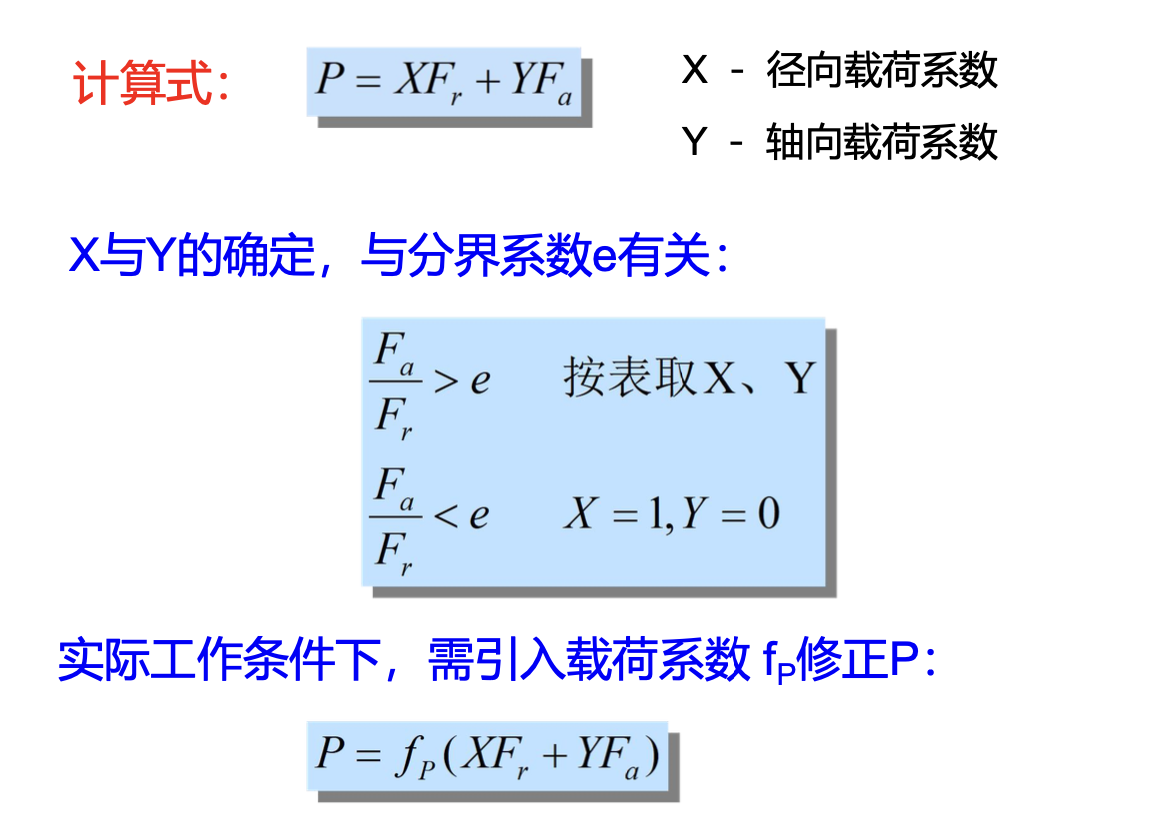 计算式： P = XF_r + YF_a X - 径向载荷系数
Y - 轴向载荷系数
X与Y的确定，与分界系数e有关：
F_a/F_r > e 按表取X、Y
F_a/F_r < e X = 1, Y = 0
实际工作条件下，需引入载荷系数 f_P修正P：
P = f_P (XF_r + YF_a)